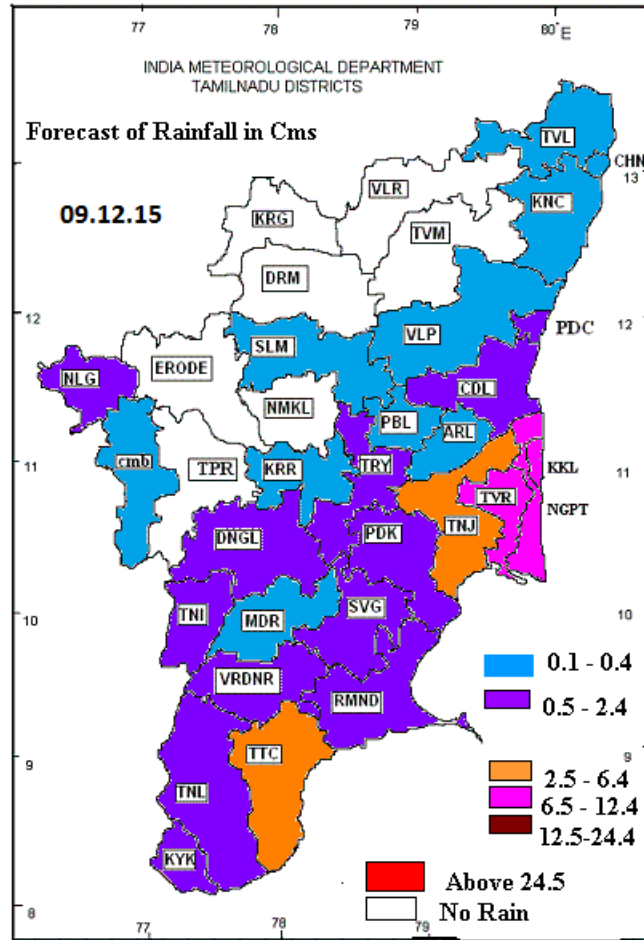 77 78 79 80° E
INDIA METEOROLOGICAL DEPARTMENT
TAMILNADU DISTRICTS
Forecast of Rainfall in Cms
TVL
CHN
13
VLR
KNC
09.12.15
KRG
TVM
DRM
12
12
PDC
VLP
SLM
ERODE
NLG
CDL
NMKL
PBL
ARL
cmb
11
TPR
KRR
TRY
KKL
11
TVR
NGPT
TNJ
DNGL
PDK
10
TNI
MDR
SVG
10
VRDNR
RMND
0.1 - 0.4
0.5 - 2.4
9
TTC
9
2.5 - 6.4
TNL
6.5 - 12.4
12.5-24.4
KYK
Above 24.5
No Rain
8
77 78 79